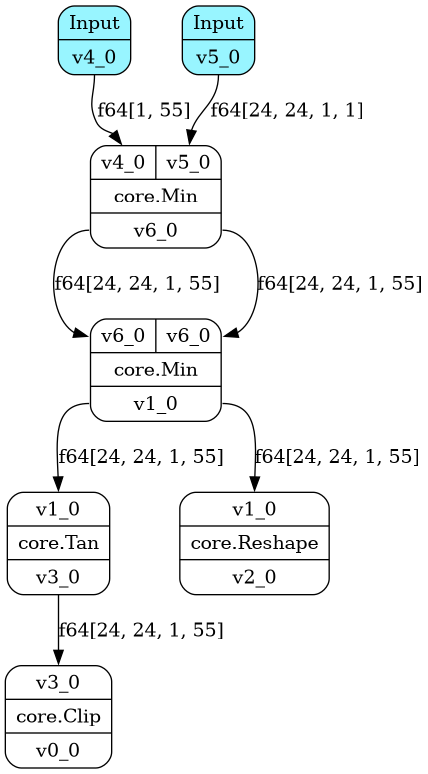 Input
v4_0
Input
v5_0
f64[1, 55]
f64[24, 24, 1, 1]
v4_0
v5_0
core.Min
v6_0
f64[24, 24, 1, 55]
f64[24, 24, 1, 55]
v6_0
v6_0
core.Min
v1_0
f64[24, 24, 1, 55]
f64[24, 24, 1, 55]
v1_0
core.Tan
v3_0
v1_0
core.Reshape
v2_0
f64[24, 24, 1, 55]
v3_0
core.Clip
v0_0